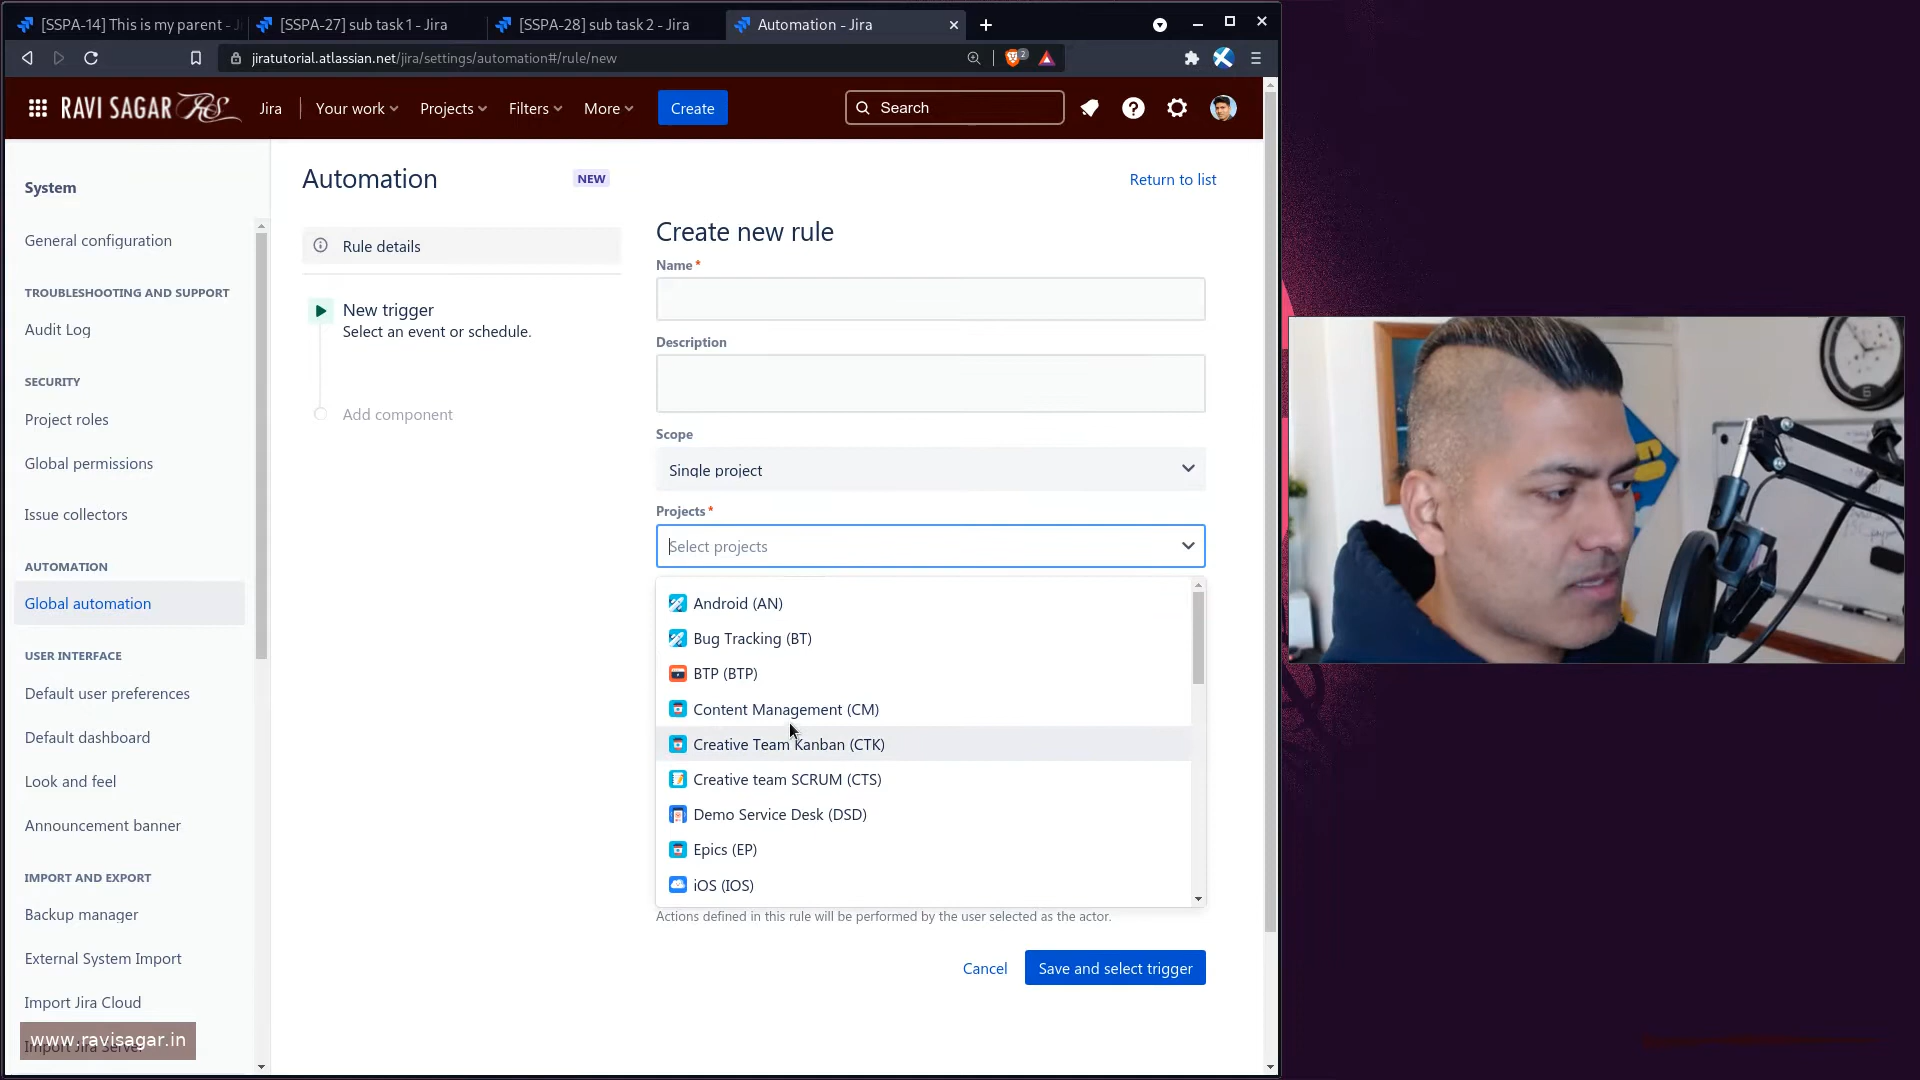 [SSPA-14] This is my parent - J
[SSPA-27] sub task 1 - Jira
[SSPA-28] sub task 2 - Jira
Automation - Jira
jiratutorial.atlassian.net/jira/settings/automation#/rule/new
2
RAVI SAGAR RS
Jira
Your work
Projects
Filters
More
Create
Search
System
General configuration
TROUBLESHOOTING AND SUPPORT
Audit Log
SECURITY
Project roles
Global permissions
Issue collectors
AUTOMATION
Global automation
USER INTERFACE
Default user preferences
Default dashboard
Look and feel
Announcement banner
IMPORT AND EXPORT
Backup manager
External System Import
Import Jira Cloud
Import Jira Server
www.ravisagar.in
Automation
NEW
Return to list
Rule details
New trigger
Select an event or schedule.
Add component
Create new rule
Name *
Description
Scope
Single project
Projects *
Select projects
Android (AN)
Bug Tracking (BT)
BTP (BTP)
Content Management (CM)
Creative Team Kanban (CTK)
Creative team SCRUM (CTS)
Demo Service Desk (DSD)
Epics (EP)
iOS (IOS)
Actions defined in this rule will be performed by the user selected as the actor.
Cancel
Save and select trigger